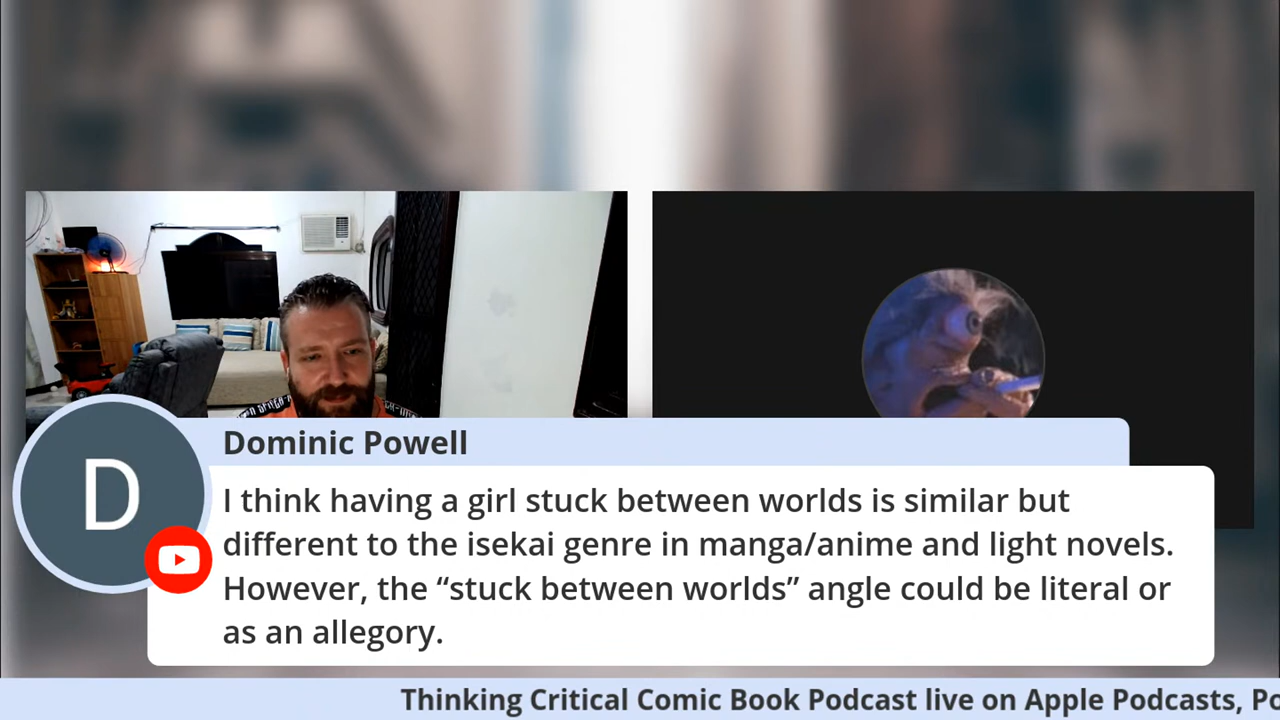 Dominic Powell
D
I think having a girl stuck between worlds is similar but
different to the isekai genre in manga/anime and light novels.
However, the “stuck between worlds” angle could be literal or
as an allegory.
Thinking Critical Comic Book Podcast live on Apple Podcasts, Po